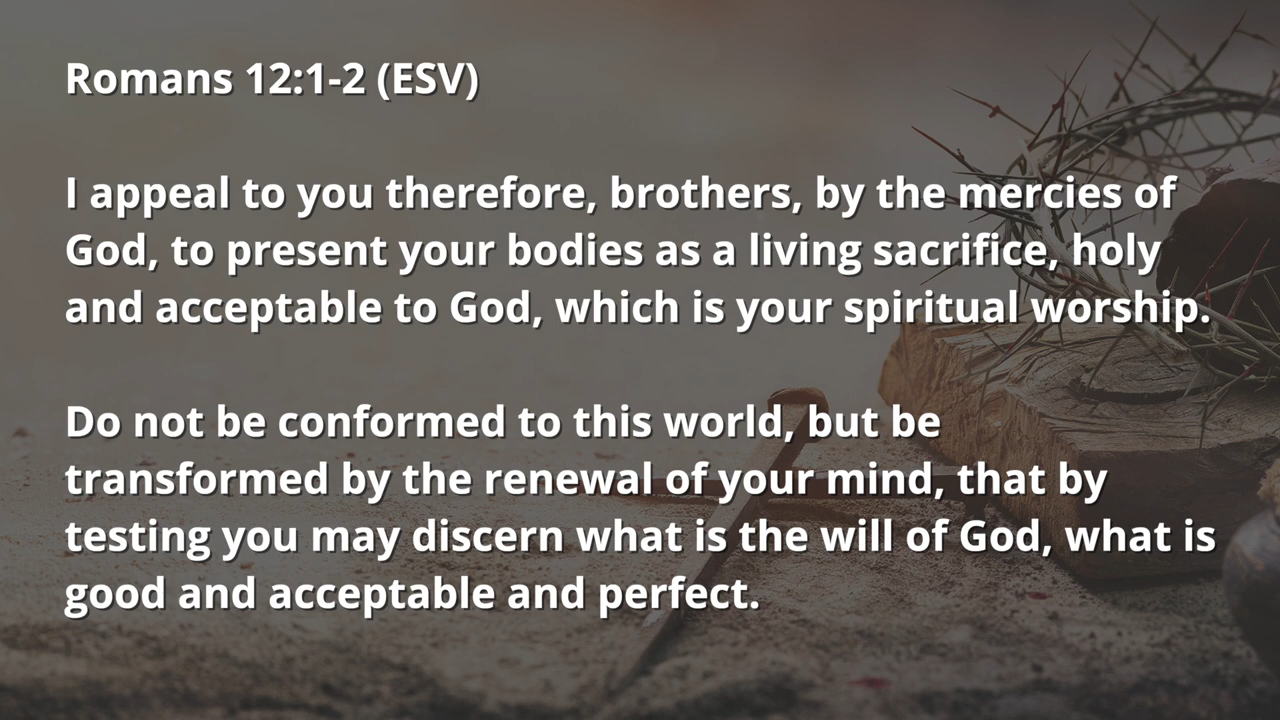 Romans 12:1-2 (ESV)
I appeal to you therefore, brothers, by the mercies of
God, to present your bodies as a living sacrifice, holy
and acceptable to God, which is your spiritual worship.
Do not be conformed to this world, but be
transformed by the renewal of your mind, that by
testing you may discern what is the will of God, what is
good and acceptable and perfect.